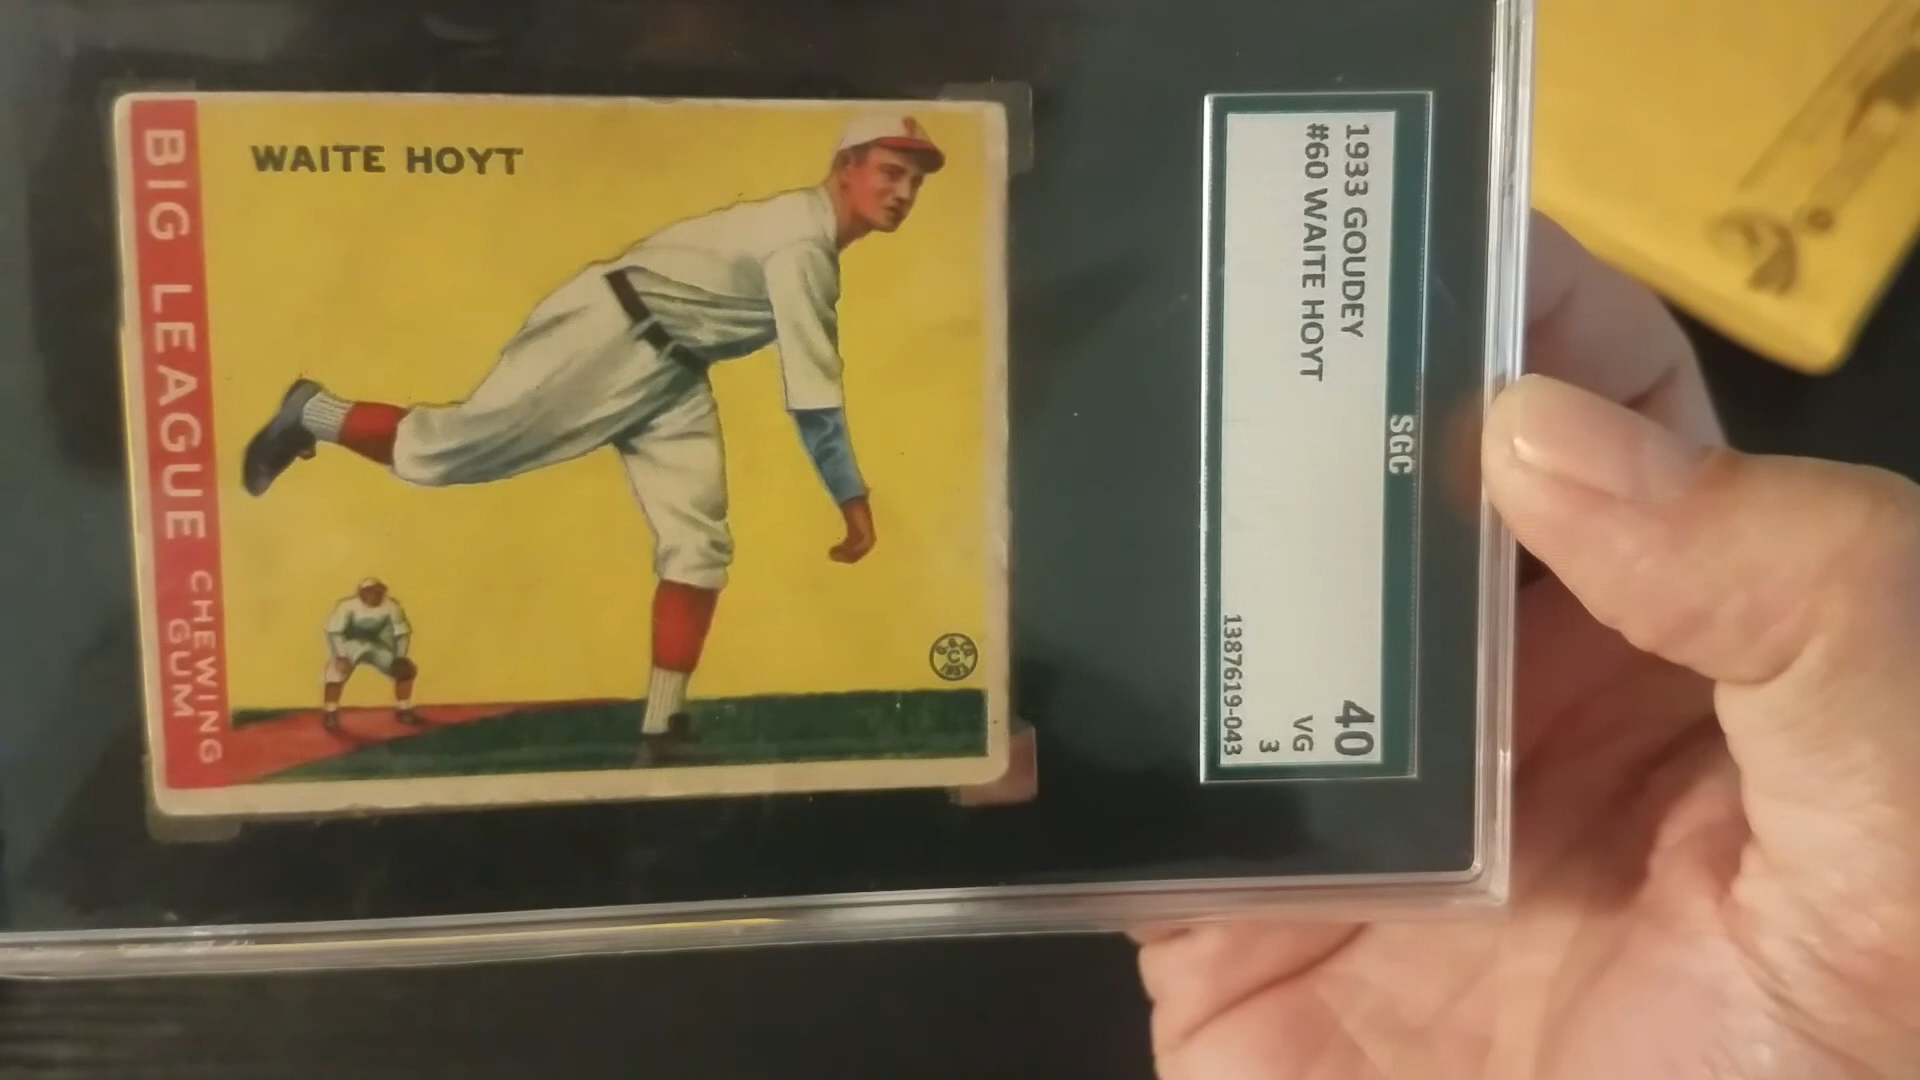 WAITE HOYT
BIG LEAGUE CHEWING
GUM
SGC
1933 GOUDEY
#60 WAITE HOYT
40
VG
3
1387619-043